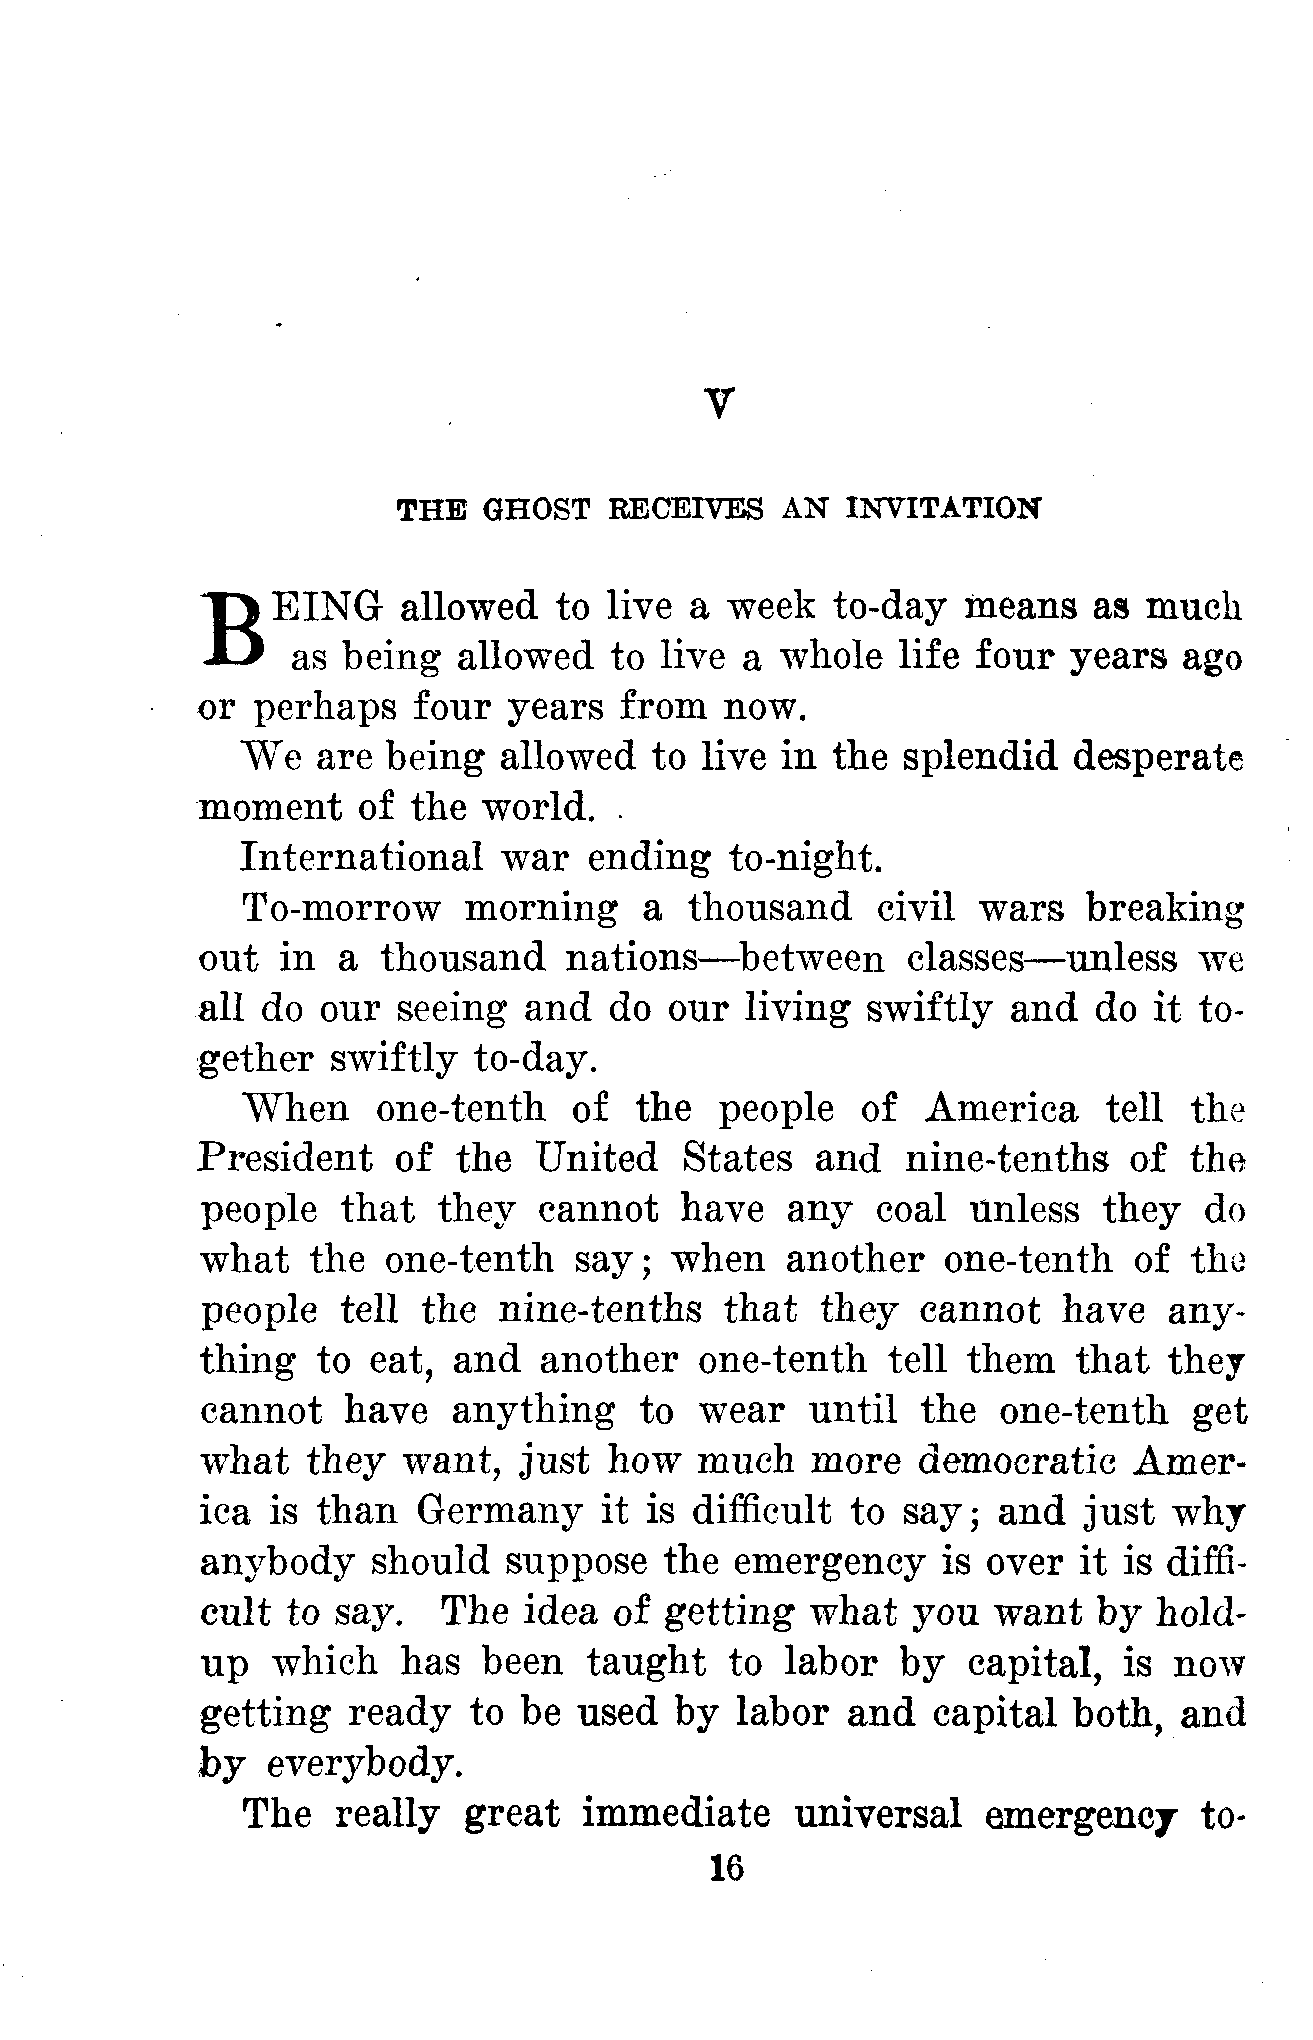 V
THE GHOST RECEIVES AN INVITATION
BEING allowed to live a week to-day means as much
as being allowed to live a whole life four years ago
or perhaps four years from now.
We are being allowed to live in the splendid desperate
moment of the world.
International war ending to-night.
To-morrow morning a thousand civil wars breaking
out in a thousand nations—between classes—unless we
all do our seeing and do our living swiftly and do it to-
gether swiftly to-day.
When one-tenth of the people of America tell the
President of the United States and nine-tenths of the
people that they cannot have any coal unless they do
what the one-tenth say; when another one-tenth of the
people tell the nine-tenths that they cannot have any-
thing to eat, and another one-tenth tell them that they
cannot have anything to wear until the one-tenth get
what they want, just how much more democratic Amer-
ica is than Germany it is difficult to say; and just why
anybody should suppose the emergency is over it is diffi-
cult to say. The idea of getting what you want by hold-
up which has been taught to labor by capital, is now
getting ready to be used by labor and capital both, and
by everybody.
The really great immediate universal emergency to-
16